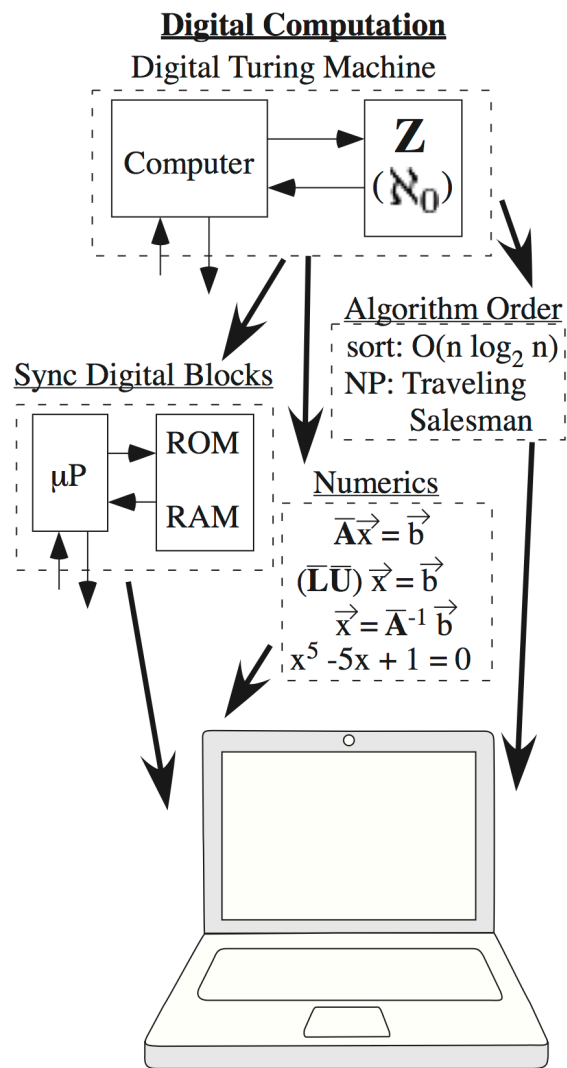 Digital Computation
Digital Turing Machine
Computer
Z
(ℵ₀)
Algorithm Order
sort: O(n log₂ n)
NP: Traveling
Salesman
Sync Digital Blocks
μP
ROM
RAM
Numerics
A̅x⃗ = b⃗
(L̅U̅) x⃗ = b⃗
x⃗ = A̅⁻¹ b⃗
x⁵ -5x + 1 = 0